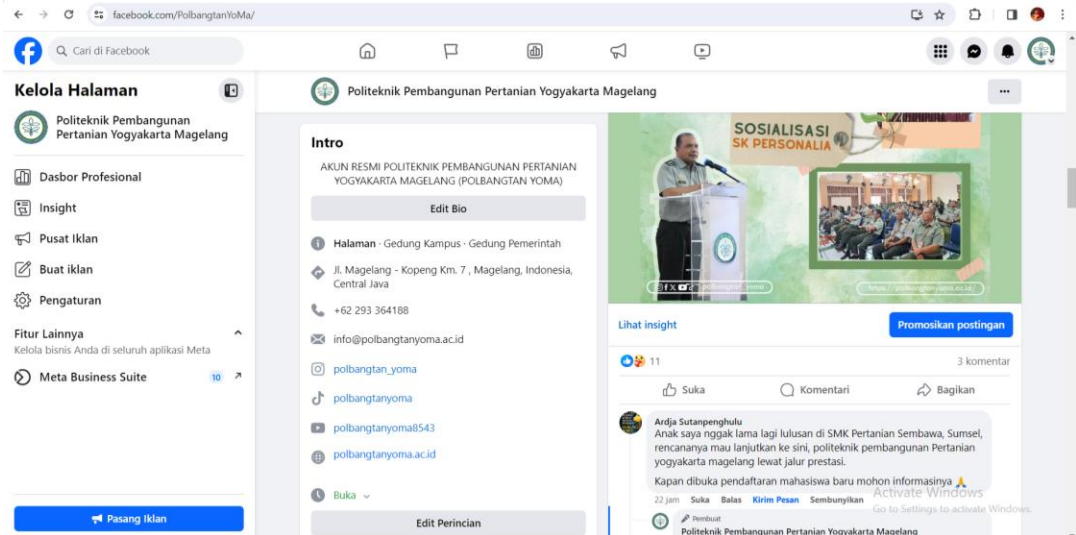 facebook.com/PolbangtanYoMa/
Cari di Facebook
Kelola Halaman
Politeknik Pembangunan
Pertanian Yogyakarta Magelang
Dasbor Profesional
Insight
Pusat Iklan
Buat iklan
Pengaturan
Fitur Lainnya
Kelola bisnis Anda di seluruh aplikasi Meta
Meta Business Suite 10
Pasang Iklan
Politeknik Pembangunan Pertanian Yogyakarta Magelang
Intro
AKUN RESMI POLITEKNIK PEMBANGUNAN PERTANIAN
YOGYAKARTA MAGELANG (POLBANGTAN YOMA)
Edit Bio
Halaman · Gedung Kampus · Gedung Pemerintah
Jl. Magelang - Kopeng Km. 7 , Magelang, Indonesia,
Central Java
+62 293 364188
info@polbangtanyoma.ac.id
polbangtan_yoma
polbangtanyoma
polbangtanyoma8543
polbangtanyoma.ac.id
Buka
Edit Perincian
SOSIALISASI
SK PERSONALIA
polbangtan_yoma
https://polbangtanyoma.ac.id/
Lihat insight
Promosikan postingan
11
3 komentar
Suka
Komentari
Bagikan
Ardja Sutanpenghulu
Anak saya nggak lama lagi lulusan di SMK Pertanian Sembawa, Sumsel,
rencananya mau lanjutkan ke sini, politeknik pembangunan Pertanian
yogyakarta magelang lewat jalur prestasi.
Kapan dibuka pendaftaran mahasiswa baru mohon informasinya 🙏
22 jam Suka Balas Kirim Pesan Sembunyikan
Pembuat
Politeknik Pembangunan Pertanian Yogyakarta Magelang
Activate Windows
Go to Settings to activate Windows.